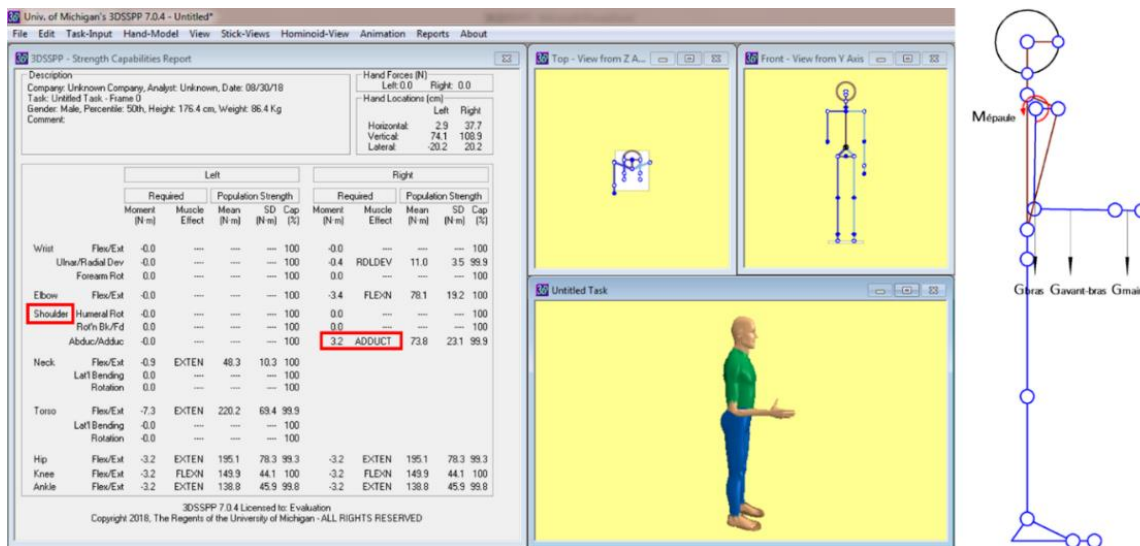 Univ. of Michigan's 3DSSPP 7.0.4 - Untitled*
File Edit Task-Input Hand-Model View Stick-Views Hominoid-View Animation Reports About
3DSSPP - Strength Capabilities Report
Description
Company: Unknown Company, Analyst: Unknown, Date: 08/30/18
Task: Untitled Task - Frame 0
Gender: Male, Percentile: 50th, Height: 176.4 cm, Weight: 86.4 Kg
Comment:
Hand Forces (N)
Left: 0.0 Right: 0.0
Hand Locations (cm)
Left Right
Horizontal: 2.9 37.7
Vertical: 74.1 108.9
Lateral: -20.2 20.2
Left Right
Required Population Strength Required Population Strength
Moment (N·m) Muscle Effect Mean (N·m) SD (N·m) Cap (%) Moment (N·m) Muscle Effect Mean (N·m) SD (N·m) Cap (%)
Wrist Flex/Ext -0.0 ---- ---- ---- 100 -0.0 ---- ---- ---- 100
Ulnar/Radial Dev -0.0 ---- ---- ---- 100 -0.4 RDLDEV 11.0 3.5 99.9
Forearm Rot 0.0 ---- ---- ---- 100 0.0 ---- ---- ---- 100
Elbow Flex/Ext -0.0 ---- ---- ---- 100 -3.4 FLEXN 78.1 19.2 100
Shoulder Humeral Rot 0.0 ---- ---- ---- 100 0.0 ---- ---- ---- 100
Rot'n Bk/Fd 0.0 ---- ---- ---- 100 0.0 ---- ---- ---- 100
Abduc/Adduc -0.0 ---- ---- ---- 100 3.2 ADDUCT 73.8 23.1 99.9
Neck Flex/Ext -0.9 EXTEN 48.3 10.3 100
Lat'l Bending 0.0 ---- ---- ---- 100
Rotation 0.0 ---- ---- ---- 100
Torso Flex/Ext -7.3 EXTEN 220.2 69.4 99.9
Lat'l Bending -0.0 ---- ---- ---- 100
Rotation -0.0 ---- ---- ---- 100
Hip Flex/Ext -3.2 EXTEN 195.1 78.3 99.3 -3.2 EXTEN 195.1 78.3 99.3
Knee Flex/Ext -3.2 FLEXN 149.9 44.1 100 -3.2 FLEXN 149.9 44.1 100
Ankle Flex/Ext -3.2 EXTEN 138.8 45.9 99.8 -3.2 EXTEN 138.8 45.9 99.8
3DSSPP 7.0.4 Licensed to: Evaluation
Copyright 2018, The Regents of the University of Michigan - ALL RIGHTS RESERVED
Top - View from Z A...
Front - View from Y Axis
Untitled Task
Mépaule
Gbras Gavant-bras Gmain